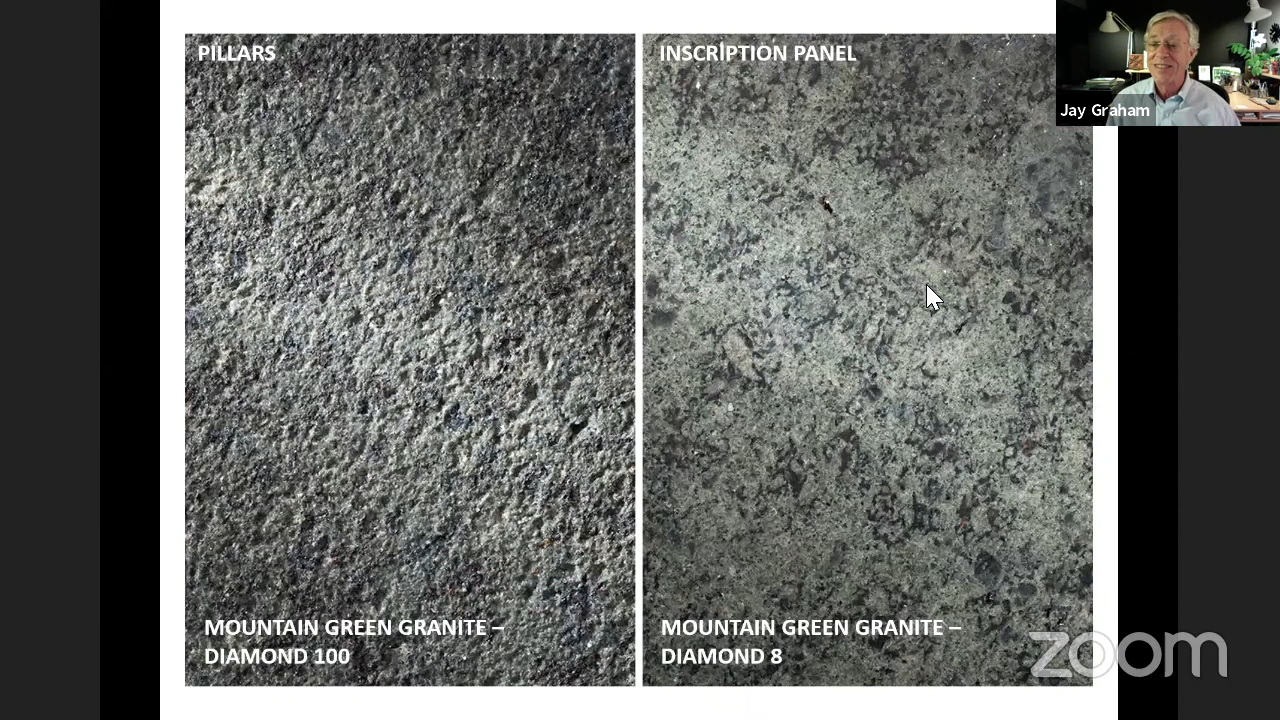 PILLARS
INSCRIPTION PANEL
Jay Graham
MOUNTAIN GREEN GRANITE –
DIAMOND 100
MOUNTAIN GREEN GRANITE –
DIAMOND 8
zoom